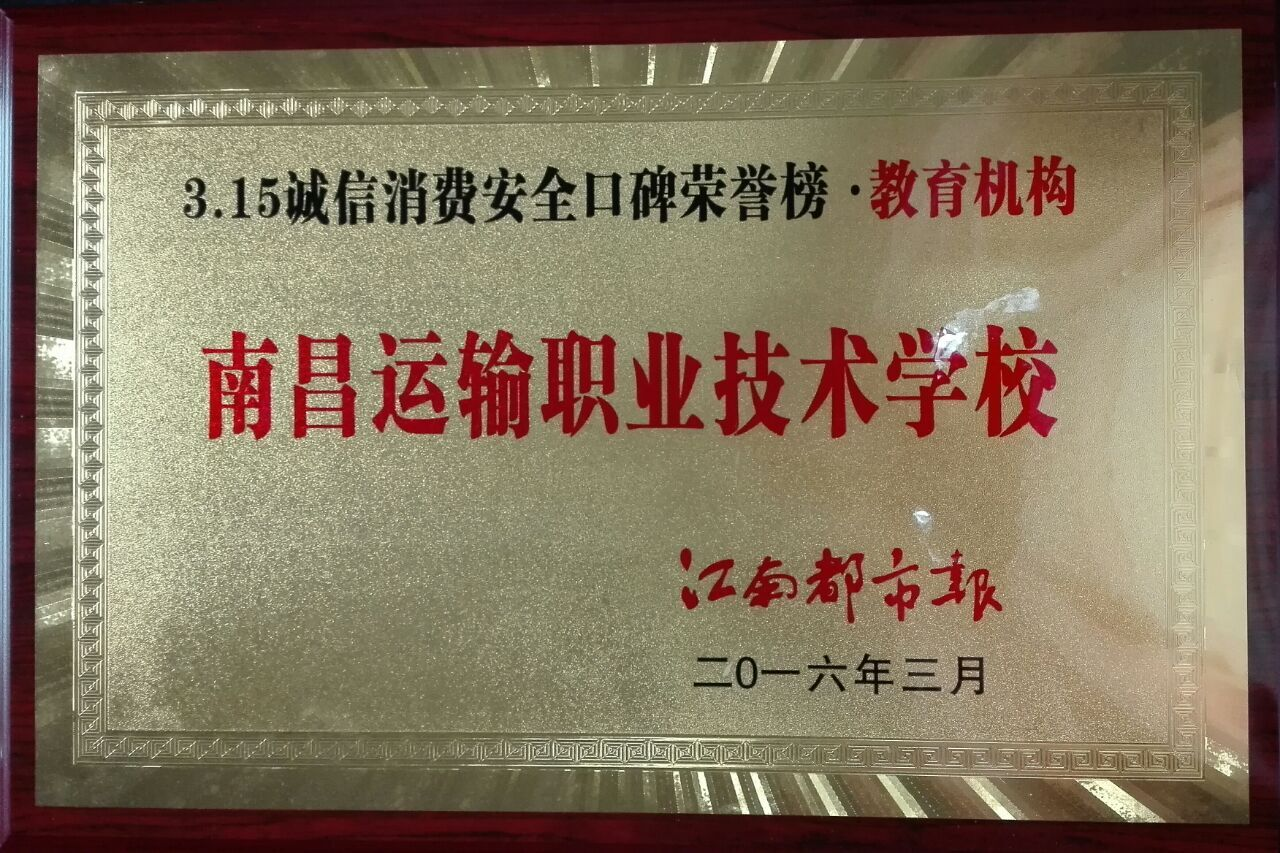 3.15诚信消费安全口碑荣誉榜·教育机构
南昌运输职业技术学校
江南都市报
二0一六年三月